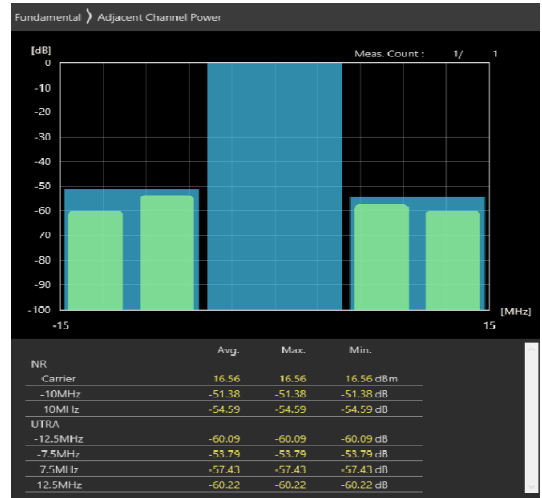 Fundamental ❯ Adjacent Channel Power
[dB]
Meas. Count : 1/ 1
0
-10
-20
-30
-40
-50
-60
-70
-80
-90
-100
[MHz]
-15 15
Avg. Max. Min.
NR
Carrier 16.56 16.56 16.56 dBm
-10MHz -51.38 -51.38 -51.38 dB
10MHz -54.59 -54.59 -54.59 dB
UTRA
-12.5MHz -60.09 -60.09 -60.09 dB
-7.5MHz -53.79 -53.79 -53.79 dB
7.5MHz -57.43 -57.43 -57.43 dB
12.5MHz -60.22 -60.22 -60.22 dB